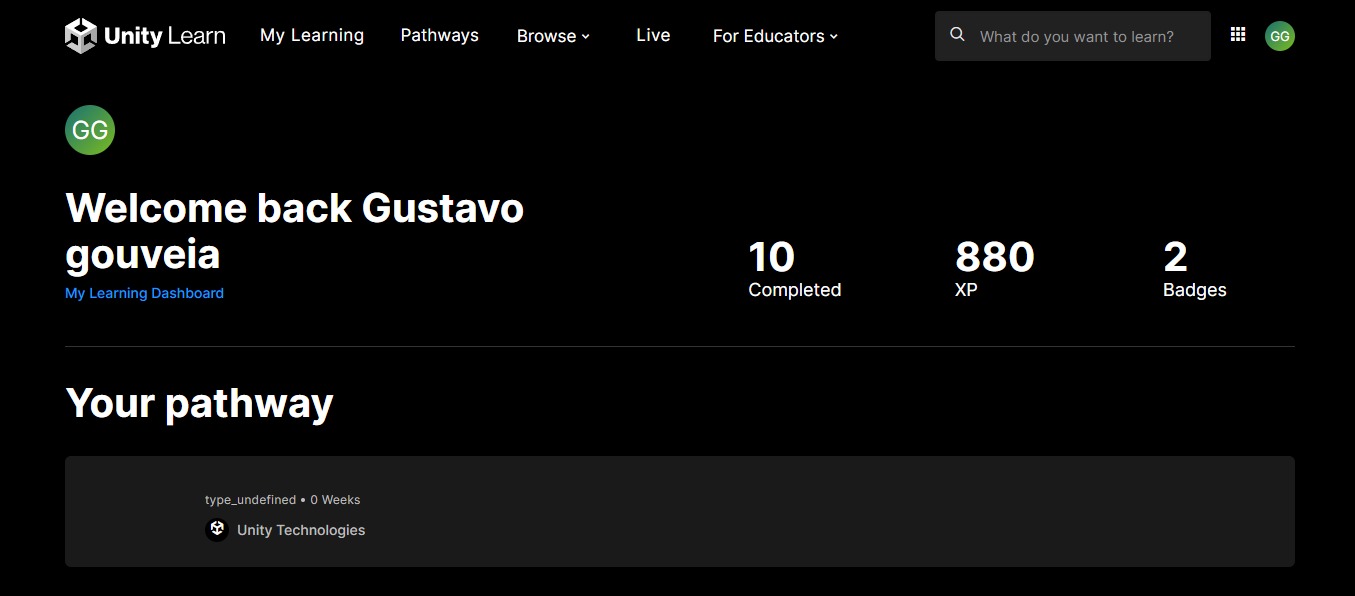 Unity Learn My Learning Pathways Browse Live For Educators What do you want to learn? GG
GG
Welcome back Gustavo
gouveia
My Learning Dashboard
10
Completed
880
XP
2
Badges
Your pathway
type_undefined • 0 Weeks
Unity Technologies